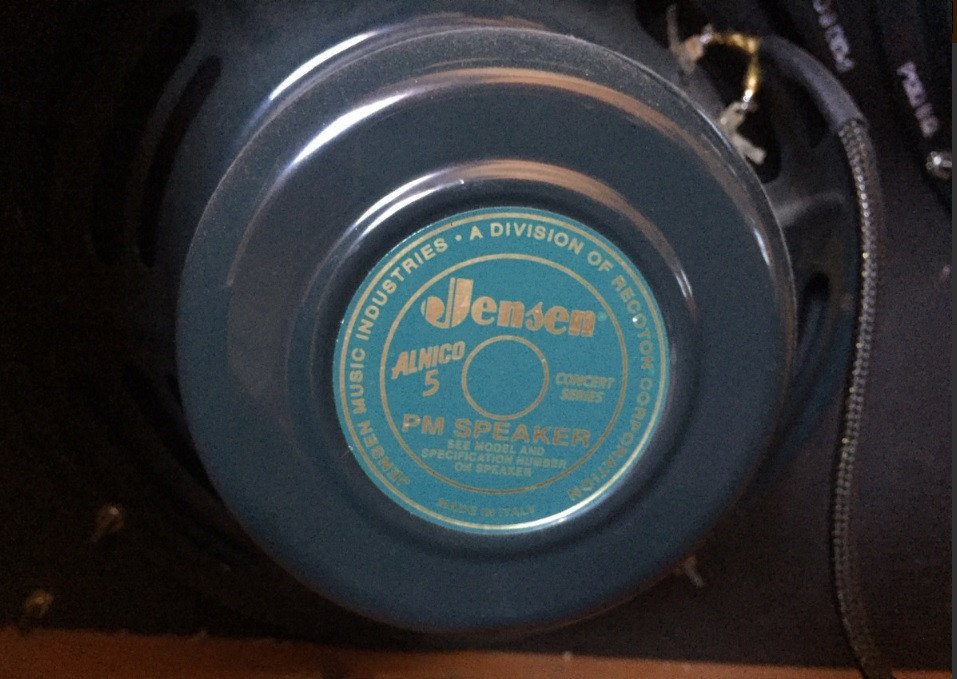 JENSEN MUSIC INDUSTRIES • A DIVISION OF RECOTON CORPORATION
Jensen®
ALNICO
5
CONCERT
SERIES
PM SPEAKER
SEE MODEL AND
SPECIFICATION NUMBER
ON SPEAKER
MADE IN ITALY